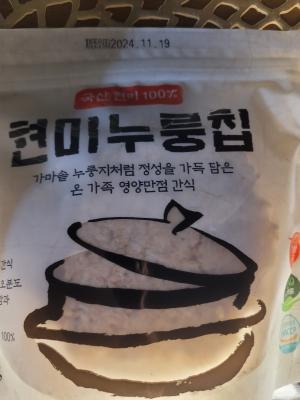 2024.11.19
국산현미 100%
현미누룽칩
가마솥 누룽지처럼 정성을 가득 담은
온 가족 영양만점 간식
간식
100%